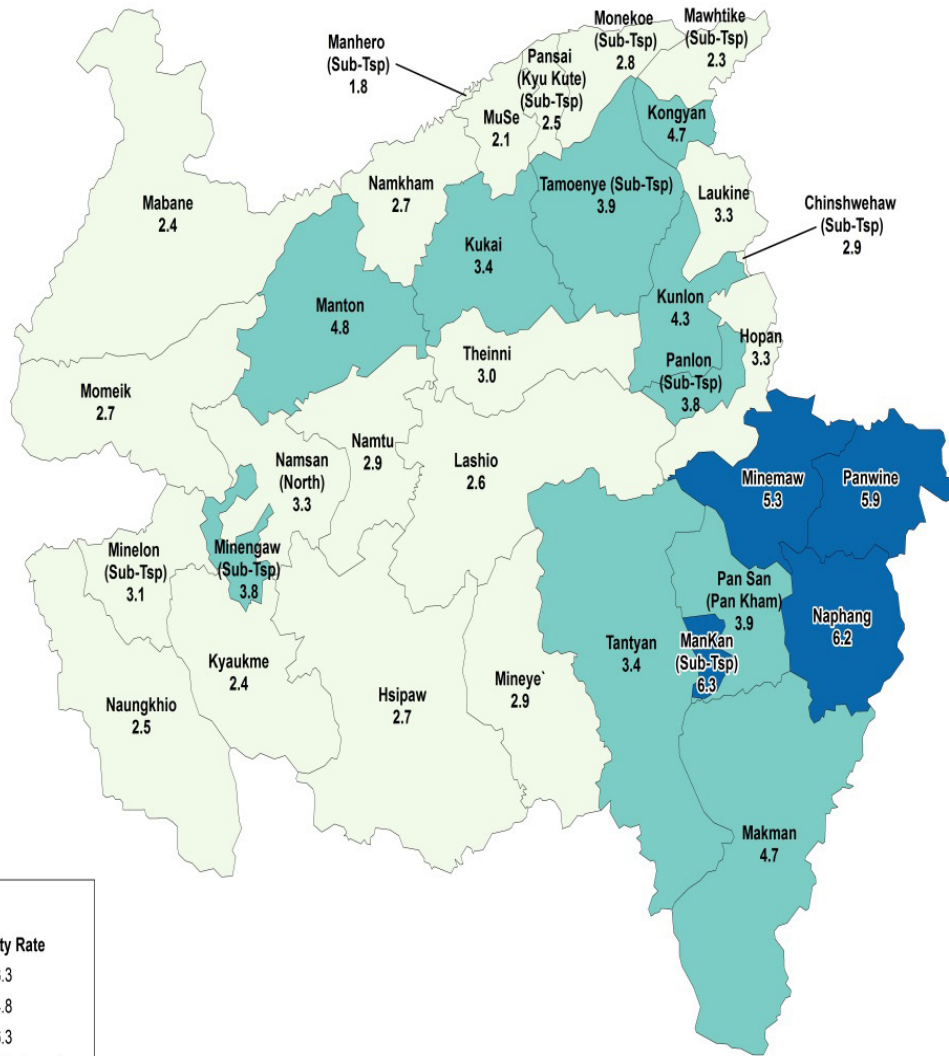 Monekoe
(Sub-Tsp)
2.8
Mawhtike
(Sub-Tsp)
2.3
Manhero
(Sub-Tsp)
1.8
Pansai
(Kyu Kute)
(Sub-Tsp)
2.5
MuSe
2.1
Kongyan
4.7
Namkham
2.7
Tamoenye (Sub-Tsp)
3.9
Laukine
3.3
Chinshwehaw
(Sub-Tsp)
2.9
Mabane
2.4
Kukai
3.4
Manton
4.8
Kunlon
4.3
Hopan
3.3
Theinni
3.0
Panlon
(Sub-Tsp)
3.8
Momeik
2.7
Namtu
2.9
Namsan
(North)
3.3
Lashio
2.6
Minemaw
5.3
Panwine
5.9
Minelon
(Sub-Tsp)
3.1
Minengaw
(Sub-Tsp)
3.8
Pan San
(Pan Kham)
3.9
Naphang
6.2
Tantyan
3.4
ManKan
(Sub-Tsp)
6.3
Kyaukme
2.4
Mineye`
2.9
Hsipaw
2.7
Naungkhio
2.5
Makman
4.7
ty Rate
.3
.8
.3